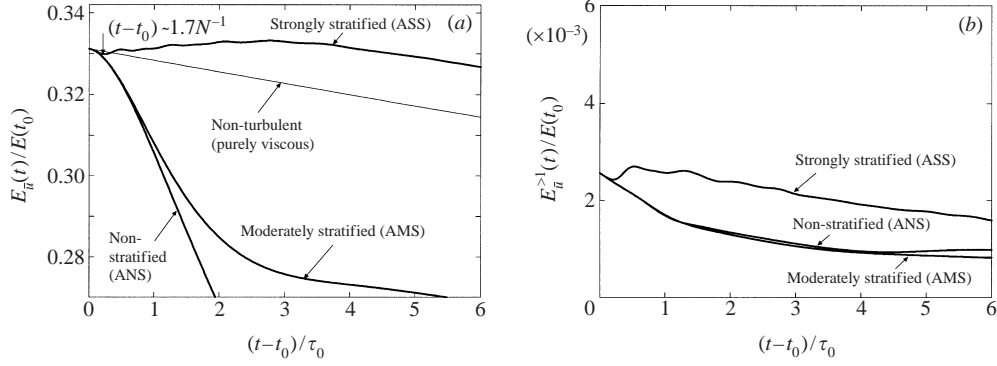 (a)
(t−t₀) ~1.7N⁻¹
Strongly stratified (ASS)
Non-turbulent
(purely viscous)
Non-
stratified
(ANS)
Moderately stratified (AMS)
0.34
0.32
0.30
0.28
E_ū(t)/E(t₀)
0 1 2 3 4 5 6
(t−t₀)/τ₀
(b)
(×10⁻³)
6
4
2
0
E_ū^{>1}(t)/E(t₀)
Strongly stratified (ASS)
Non-stratified (ANS)
Moderately stratified (AMS)
1 2 3 4 5 6
(t−t₀)/τ₀